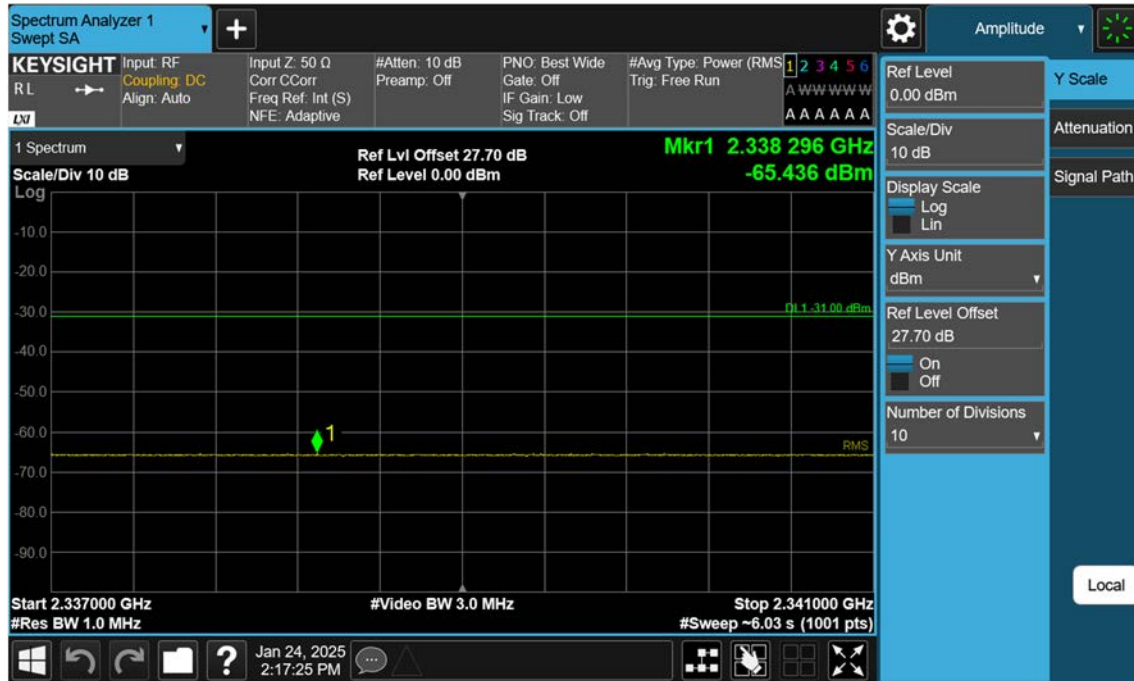 Spectrum Analyzer 1
Swept SA
Amplitude
KEYSIGHT
R L
LXI
Input: RF
Coupling: DC
Align: Auto
Input Z: 50 Ω
Corr CCorr
Freq Ref: Int (S)
NFE: Adaptive
#Atten: 10 dB
Preamp: Off
PNO: Best Wide
Gate: Off
IF Gain: Low
Sig Track: Off
#Avg Type: Power (RMS
Trig: Free Run
1 2 3 4 5 6
A W W W W W
A A A A A A
1 Spectrum
Scale/Div 10 dB
Ref Lvl Offset 27.70 dB
Ref Level 0.00 dBm
Mkr1 2.338 296 GHz
-65.436 dBm
Log
-10.0
-20.0
-30.0
-40.0
-50.0
-60.0
-70.0
-80.0
-90.0
DL1 -31.00 dBm
1
RMS
Start 2.337000 GHz
#Res BW 1.0 MHz
#Video BW 3.0 MHz
Stop 2.341000 GHz
#Sweep ~6.03 s (1001 pts)
Ref Level
0.00 dBm
Scale/Div
10 dB
Display Scale
Log
Lin
Y Axis Unit
dBm
Ref Level Offset
27.70 dB
On
Off
Number of Divisions
10
Y Scale
Attenuation
Signal Path
Local
?
Jan 24, 2025
2:17:25 PM